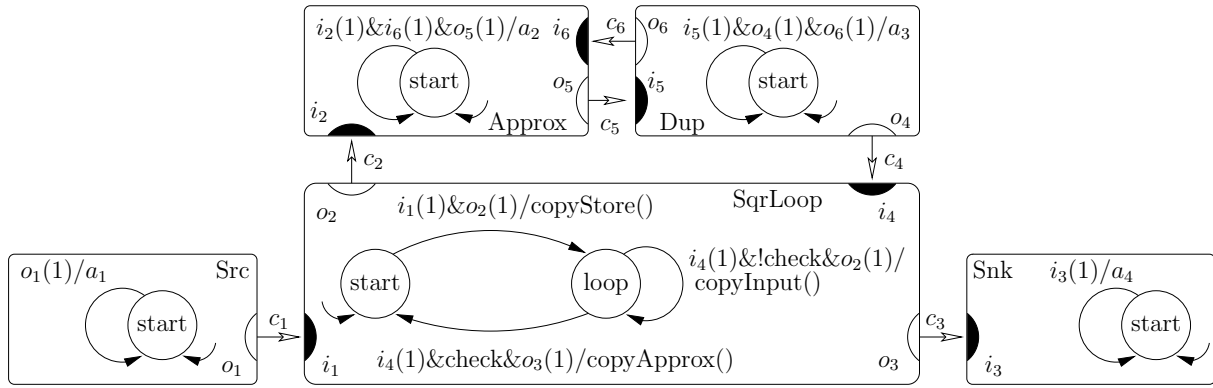 i₂(1)&i₆(1)&o₅(1)/a₂
i₆
c₆
o₆
i₅(1)&o₄(1)&o₆(1)/a₃
start
o₅
i₅
start
i₂
Approx
c₅
Dup
o₄
c₂
c₄
o₂
i₁(1)&o₂(1)/copyStore()
SqrLoop
i₄
o₁(1)/a₁
Src
start
loop
i₄(1)&!check&o₂(1)/
copyInput()
Snk
i₃(1)/a₄
start
o₁
c₁
i₁
i₄(1)&check&o₃(1)/copyApprox()
o₃
c₃
i₃
start